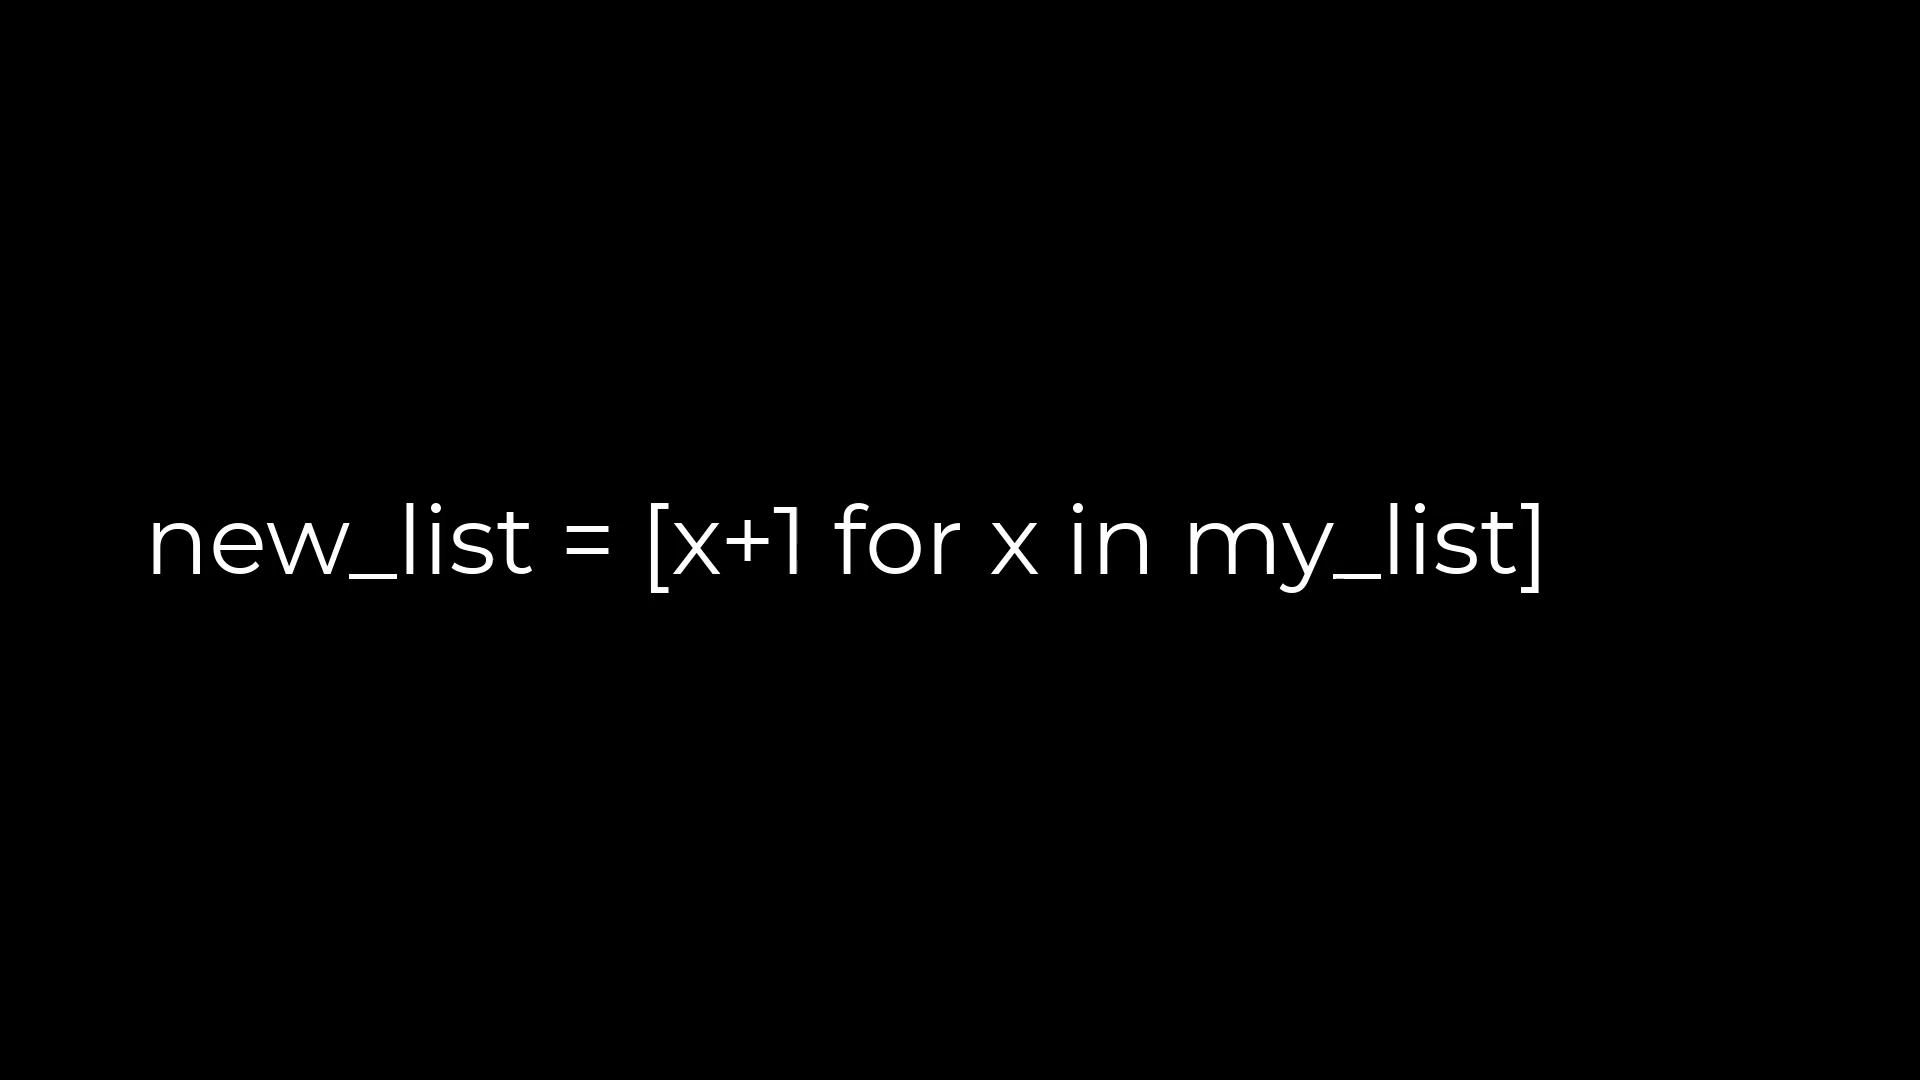 new_list = [x+1 for x in my_list]